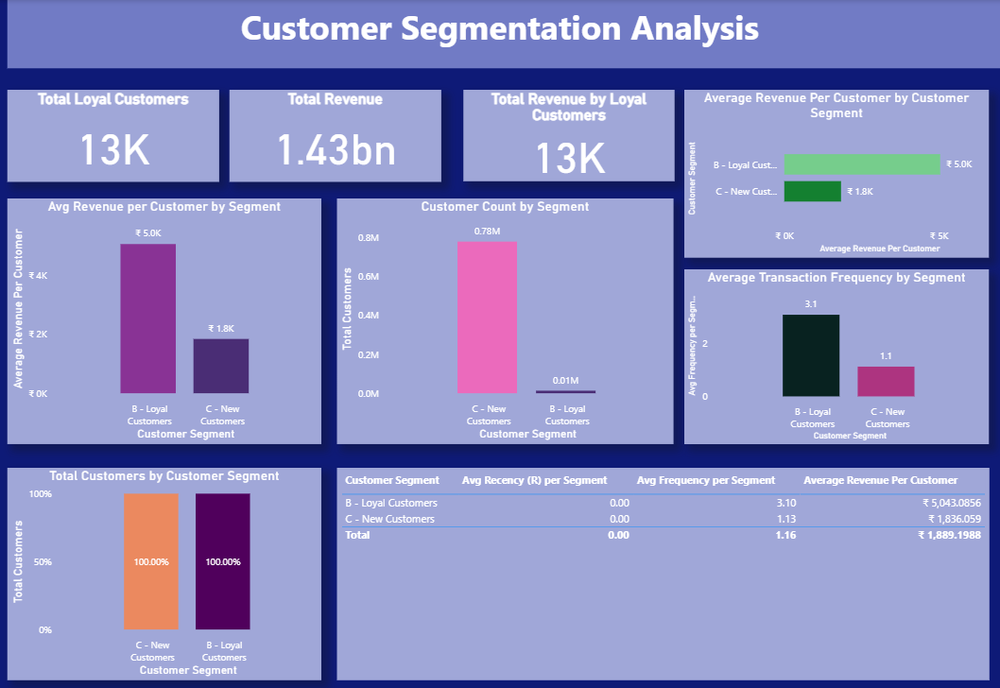 Customer Segmentation Analysis
Total Loyal Customers
13K
Total Revenue
1.43bn
Total Revenue by Loyal
Customers
13K
Average Revenue Per Customer by Customer
Segment
Customer Segment
B - Loyal Cust...
₹ 5.0K
C - New Cust...
₹ 1.8K
₹ 0K
₹ 5K
Average Revenue Per Customer
Avg Revenue per Customer by Segment
Average Revenue Per Customer
₹ 4K
₹ 2K
₹ 0K
₹ 5.0K
₹ 1.8K
B - Loyal
Customers
C - New
Customers
Customer Segment
Customer Count by Segment
Total Customers
0.8M
0.6M
0.4M
0.2M
0.0M
0.78M
0.01M
C - New
Customers
B - Loyal
Customers
Customer Segment
Average Transaction Frequency by Segment
Avg Frequency per Segm...
2
0
3.1
1.1
B - Loyal
Customers
C - New
Customers
Customer Segment
Total Customers by Customer Segment
Total Customers
100%
50%
0%
100.00%
100.00%
C - New
Customers
B - Loyal
Customers
Customer Segment
Customer Segment Avg Recency (R) per Segment Avg Frequency per Segment Average Revenue Per Customer
B - Loyal Customers 0.00 3.10 ₹ 5,043.0856
C - New Customers 0.00 1.13 ₹ 1,836.059
Total 0.00 1.16 ₹ 1,889.1988